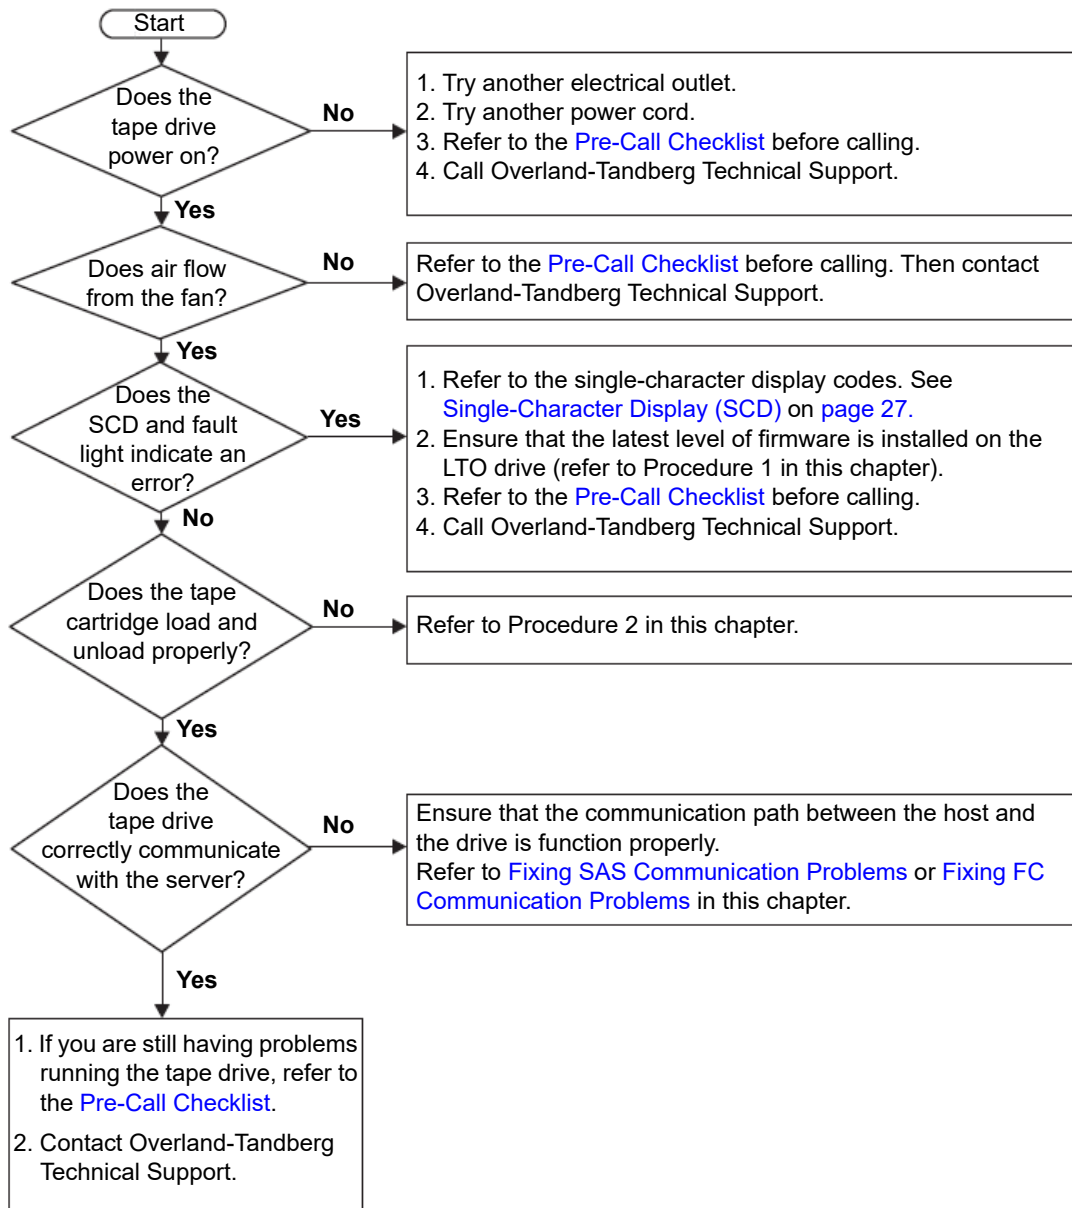 Start
Does the
tape drive
power on?
No
1. Try another electrical outlet.
2. Try another power cord.
3. Refer to the Pre-Call Checklist before calling.
4. Call Overland-Tandberg Technical Support.
Yes
Does air flow
from the fan?
No
Refer to the Pre-Call Checklist before calling. Then contact
Overland-Tandberg Technical Support.
Yes
Does the
SCD and fault
light indicate an
error?
Yes
1. Refer to the single-character display codes. See
Single-Character Display (SCD) on page 27.
2. Ensure that the latest level of firmware is installed on the
LTO drive (refer to Procedure 1 in this chapter).
3. Refer to the Pre-Call Checklist before calling.
4. Call Overland-Tandberg Technical Support.
No
Does the tape
cartridge load and
unload properly?
No
Refer to Procedure 2 in this chapter.
Yes
Does the
tape drive
correctly communicate
with the server?
No
Ensure that the communication path between the host and
the drive is function properly.
Refer to Fixing SAS Communication Problems or Fixing FC
Communication Problems in this chapter.
Yes
1. If you are still having problems
running the tape drive, refer to
the Pre-Call Checklist.
2. Contact Overland-Tandberg
Technical Support.